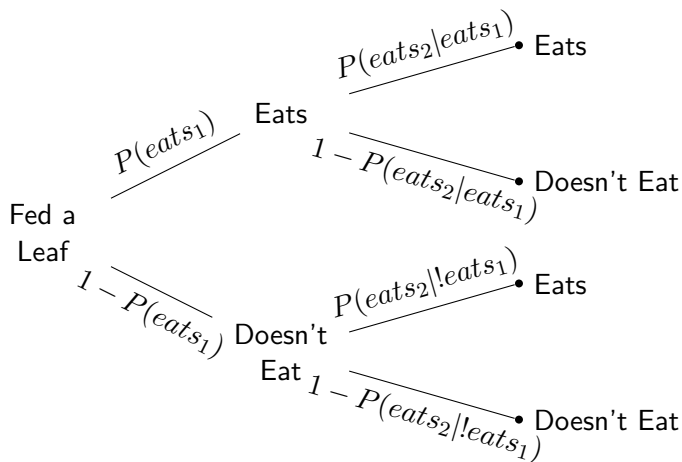 Fed a
Leaf
P(eats₁)
1 − P(eats₁)
Eats
Doesn't
Eat
P(eats₂|eats₁)
1 − P(eats₂|eats₁)
P(eats₂|!eats₁)
1 − P(eats₂|!eats₁)
Eats
Doesn't Eat
Eats
Doesn't Eat